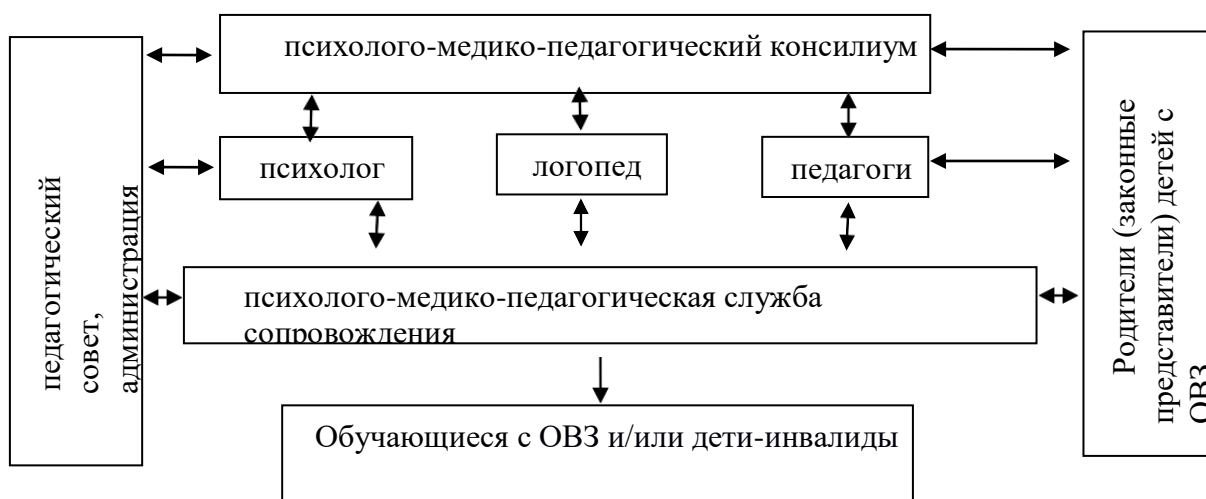 психолого-медико-педагогический консилиум
психолог
логопед
педагоги
психолого-медико-педагогическая служба
сопровождения
Обучающиеся с ОВЗ и/или дети-инвалиды
педагогический
совет,
администрация
Родители (законные
представители) детей с
ОВЗ